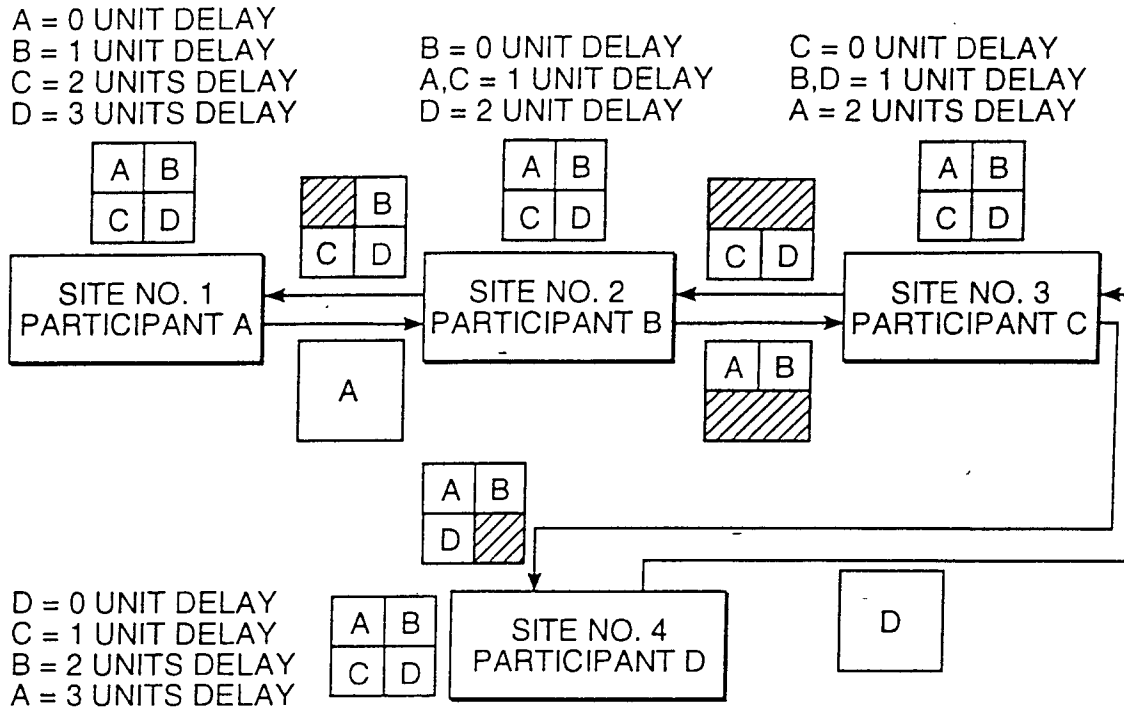 A = 0 UNIT DELAY
B = 1 UNIT DELAY
C = 2 UNITS DELAY
D = 3 UNITS DELAY
B = 0 UNIT DELAY
A,C = 1 UNIT DELAY
D = 2 UNIT DELAY
C = 0 UNIT DELAY
B,D = 1 UNIT DELAY
A = 2 UNITS DELAY
A B
C D
B
C D
A B
C D
C D
A B
C D
SITE NO. 1
PARTICIPANT A
SITE NO. 2
PARTICIPANT B
SITE NO. 3
PARTICIPANT C
A
A B
A B
D
D = 0 UNIT DELAY
C = 1 UNIT DELAY
B = 2 UNITS DELAY
A = 3 UNITS DELAY
A B
C D
SITE NO. 4
PARTICIPANT D
D